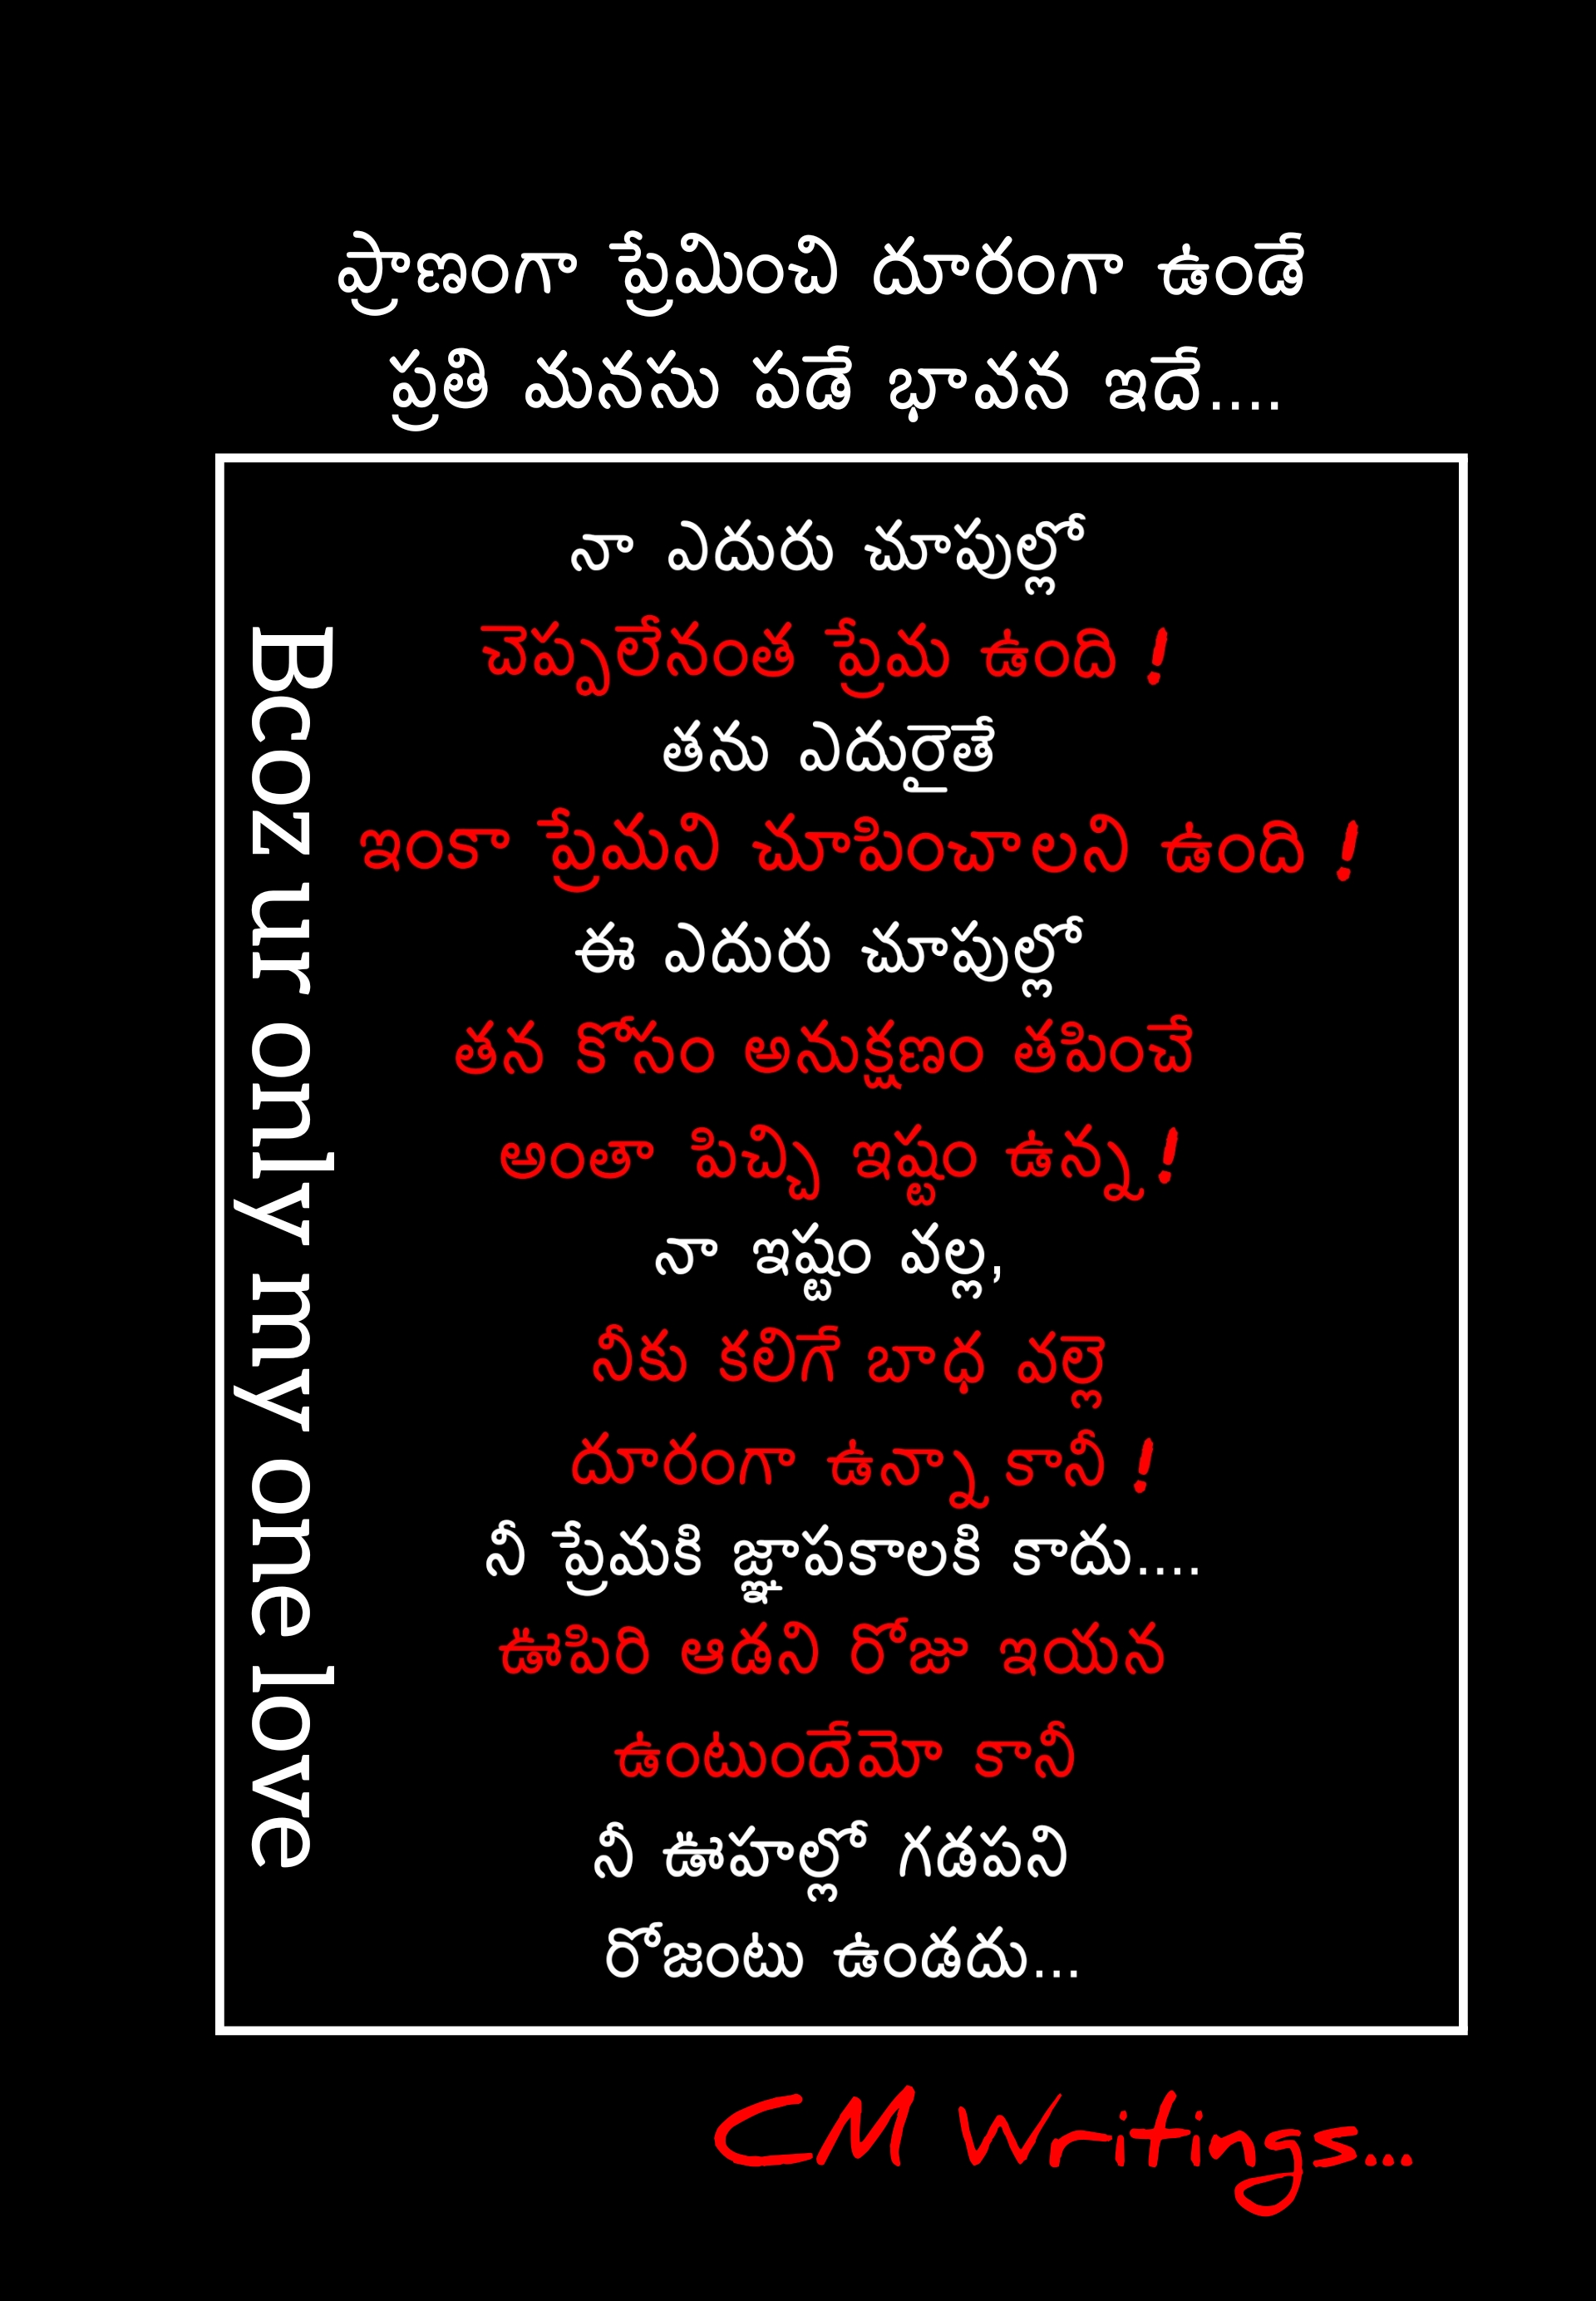 ప్రాణంగా ప్రేమించి దూరంగా ఉండే
ప్రతి మనసు పడే భావన ఇదే....
నా ఎదురు చూపుల్లో
చెప్పలేనంత ప్రేమ ఉంది !
తను ఎదురైతే
ఇంకా ప్రేమని చూపించాలని ఉంది !
ఈ ఎదురు చూపుల్లో
తన కోసం అనుక్షణం తపించే
అంతా పిచ్చి ఇష్టం ఉన్న !
నా ఇష్టం వల్ల,
నీకు కలిగే బాధ వల్లె
దూరంగా ఉన్నా కానీ !
నీ ప్రేమకి జ్ఞాపకాలకి కాదు....
ఊపిరి ఆడని రోజు ఇయన
ఉంటుందేమో కానీ
నీ ఊహల్లో గడపని
రోజంటు ఉండదు...
Bcoz ur only my one love
CM Writings...